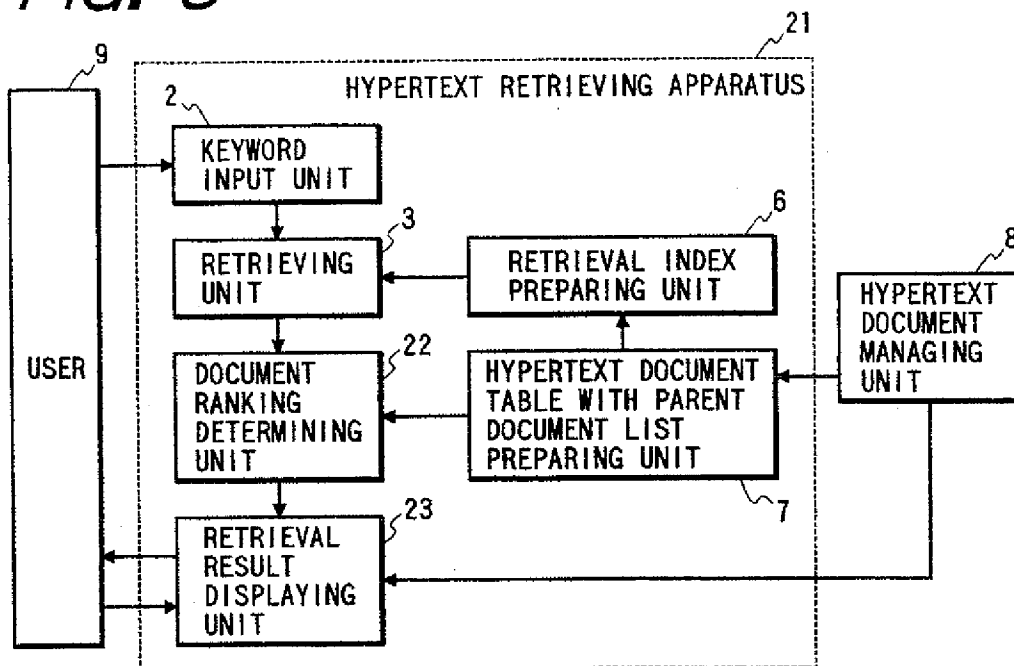 21
9
HYPERTEXT RETRIEVING APPARATUS
2
KEYWORD
INPUT UNIT
3
RETRIEVING
UNIT
6
RETRIEVAL INDEX
PREPARING UNIT
8
HYPERTEXT
DOCUMENT
MANAGING
UNIT
USER
22
DOCUMENT
RANKING
DETERMINING
UNIT
HYPERTEXT DOCUMENT
TABLE WITH PARENT
DOCUMENT LIST
PREPARING UNIT
7
23
RETRIEVAL
RESULT
DISPLAYING
UNIT